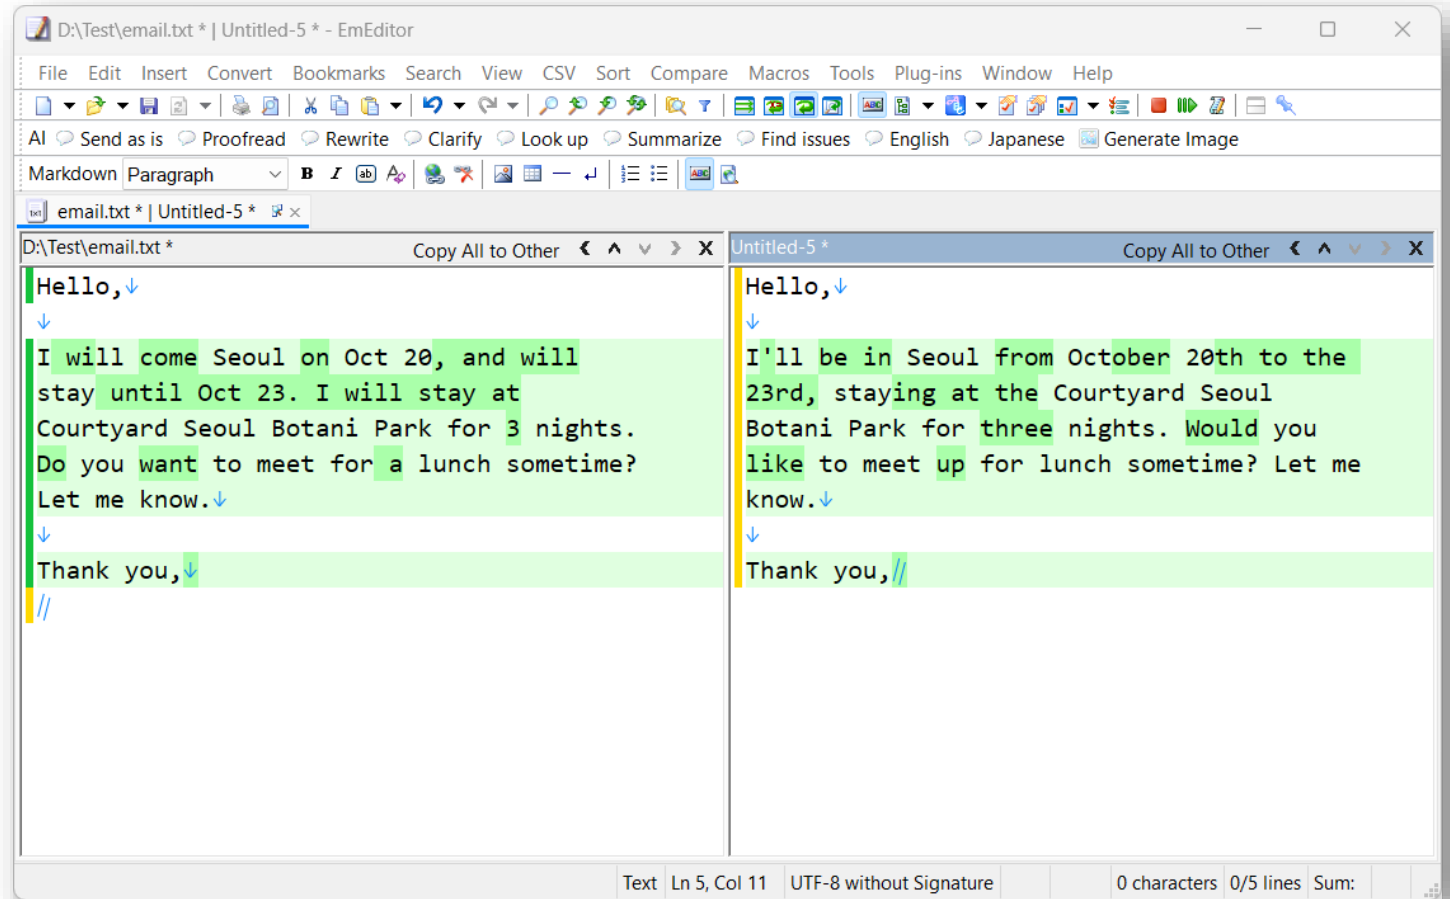 D:\Test\email.txt * | Untitled-5 * - EmEditor
File Edit Insert Convert Bookmarks Search View CSV Sort Compare Macros Tools Plug-ins Window Help
AI Send as is Proofread Rewrite Clarify Look up Summarize Find issues English Japanese Generate Image
Markdown Paragraph B I ab A ABC
email.txt * | Untitled-5 *
D:\Test\email.txt * Copy All to Other
Hello,↓
↓
I will come Seoul on Oct 20, and will
stay until Oct 23. I will stay at
Courtyard Seoul Botani Park for 3 nights.
Do you want to meet for a lunch sometime?
Let me know.↓
↓
Thank you,↓
//
Untitled-5 * Copy All to Other
Hello,↓
↓
I'll be in Seoul from October 20th to the
23rd, staying at the Courtyard Seoul
Botani Park for three nights. Would you
like to meet up for lunch sometime? Let me
know.↓
↓
Thank you,//
Text Ln 5, Col 11 UTF-8 without Signature 0 characters 0/5 lines Sum: